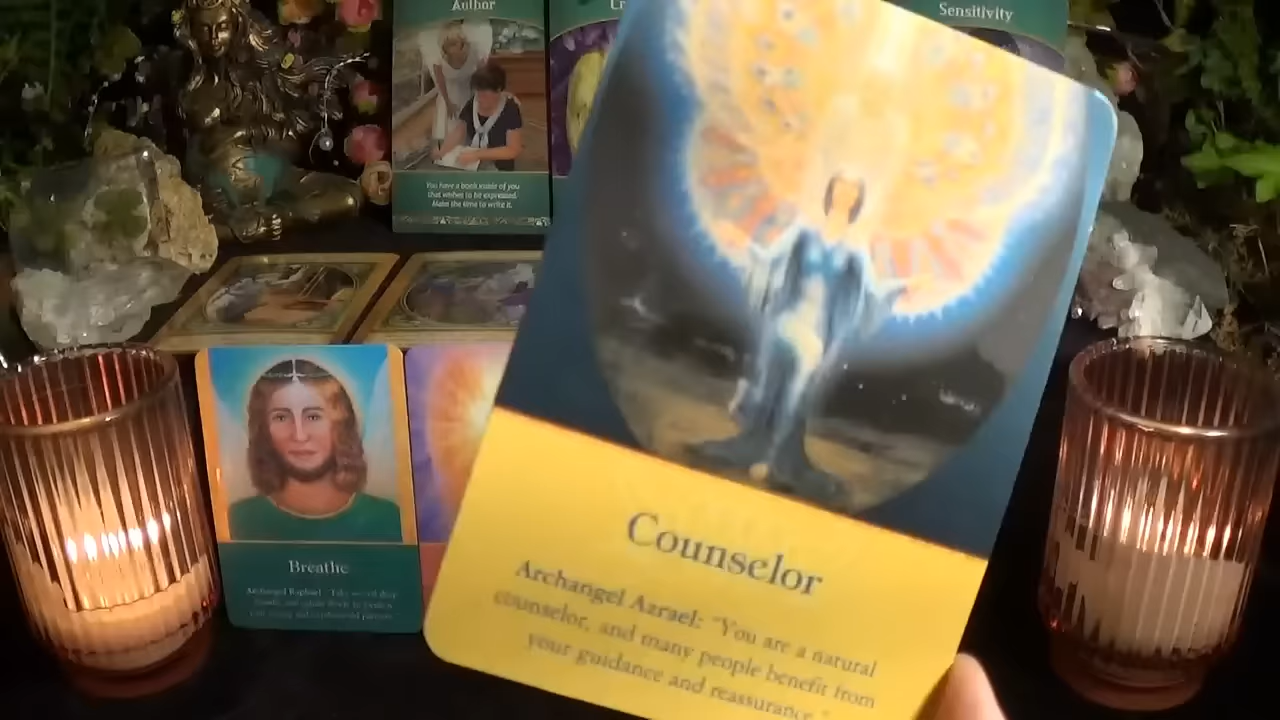 Author
Sensitivity
You have a book inside of you
that wishes to be expressed.
Make the time to write it.
Breathe
Archangel Raphael: "Take
Counselor
Archangel Azrael: "You are a natural
counselor, and many people benefit from
your guidance and reassurance."